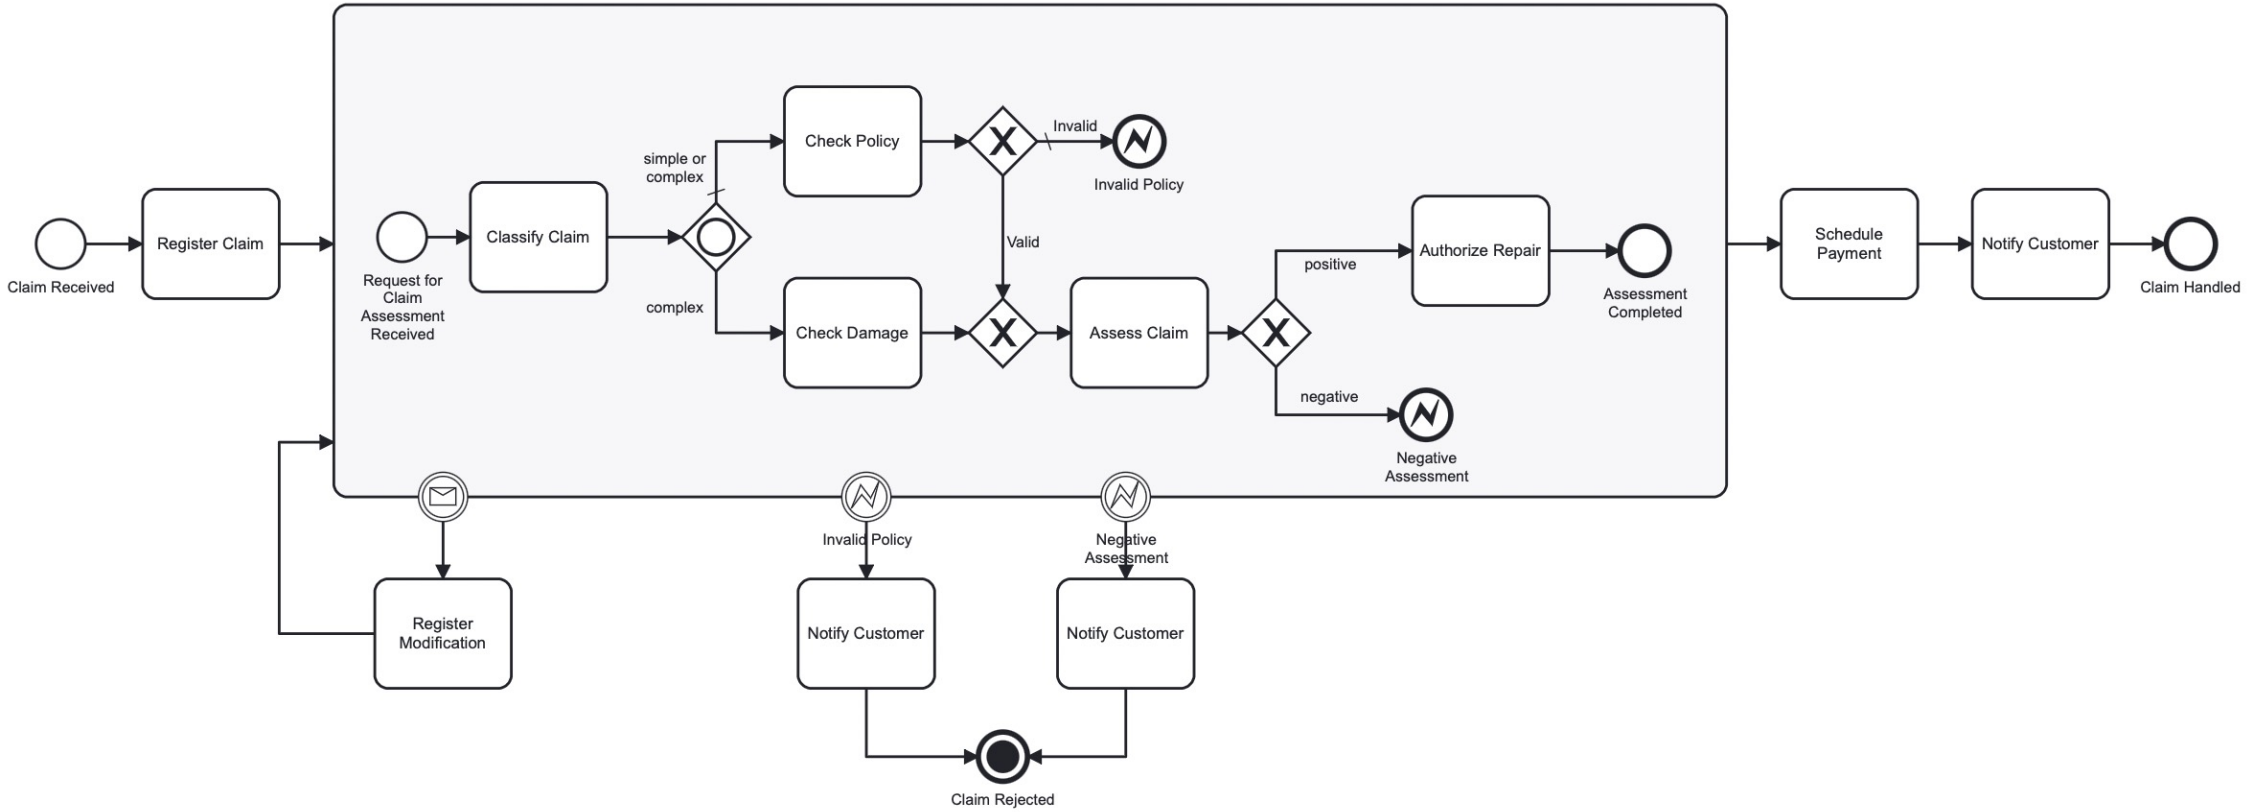 Claim Received
Register Claim
Request for
Claim
Assessment
Received
Classify Claim
simple or
complex
complex
Check Policy
Check Damage
Invalid
Invalid Policy
Valid
Assess Claim
positive
negative
Authorize Repair
Assessment
Completed
Negative
Assessment
Schedule
Payment
Notify Customer
Claim Handled
Invalid Policy
Negative
Assessment
Register
Modification
Notify Customer
Notify Customer
Claim Rejected